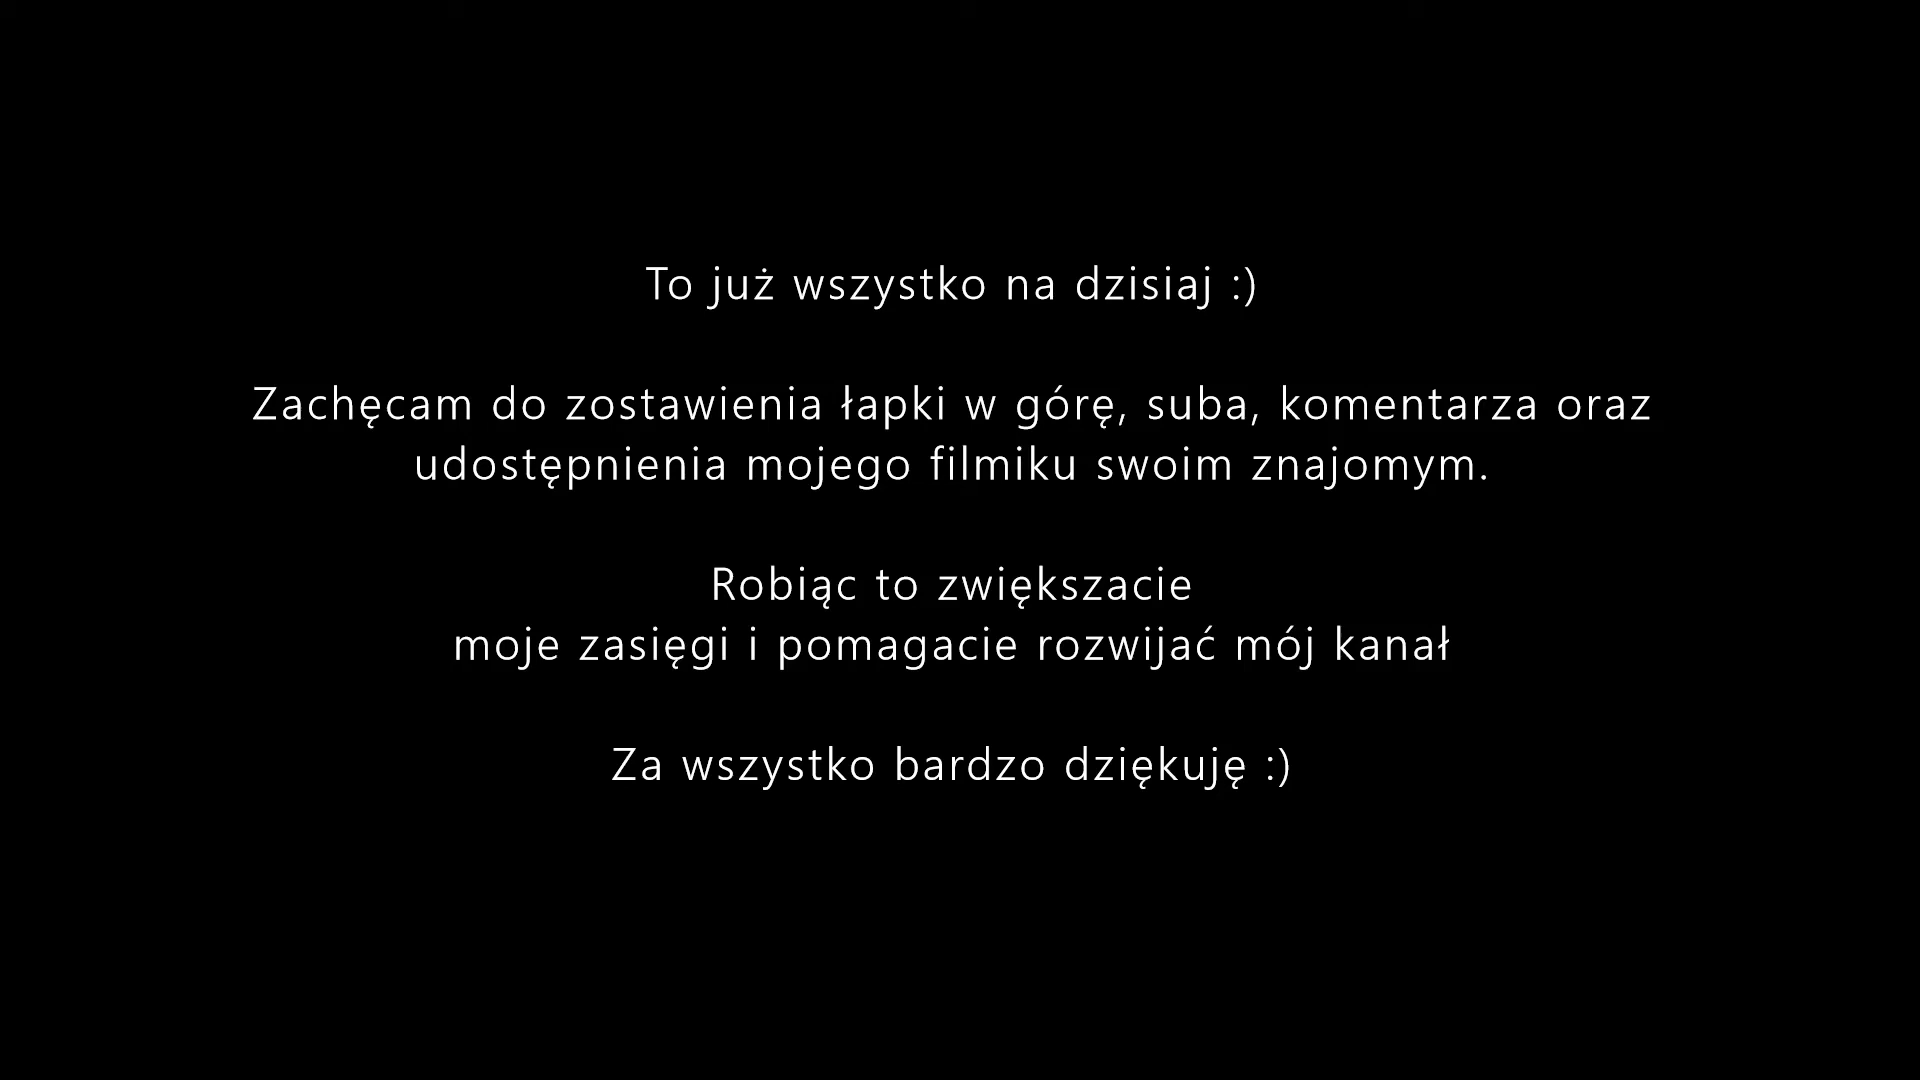 To już wszystko na dzisiaj :)
Zachęcam do zostawienia łapki w górę, suba, komentarza oraz
udostępnienia mojego filmiku swoim znajomym.
Robiąc to zwiększacie
moje zasięgi i pomagacie rozwijać mój kanał
Za wszystko bardzo dziękuję :)